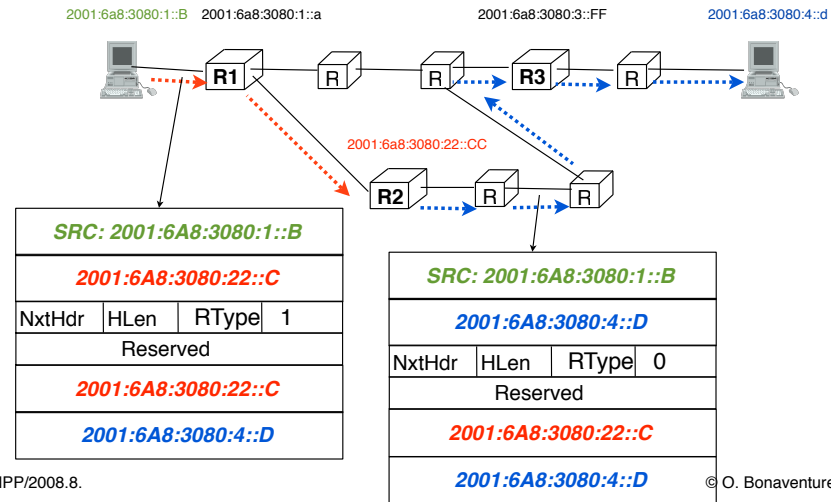 2001:6a8:3080:1::B 2001:6a8:3080:1::a 2001:6a8:3080:3::FF 2001:6a8:3080:4::d
R1 R R R3 R
2001:6a8:3080:22::CC
R2 R R
SRC: 2001:6A8:3080:1::B
2001:6A8:3080:22::C
NxtHdr HLen RType 1
Reserved
2001:6A8:3080:22::C
2001:6A8:3080:4::D
SRC: 2001:6A8:3080:1::B
2001:6A8:3080:4::D
NxtHdr HLen RType 0
Reserved
2001:6A8:3080:22::C
2001:6A8:3080:4::D
IPP/2008.8. © O. Bonaventure